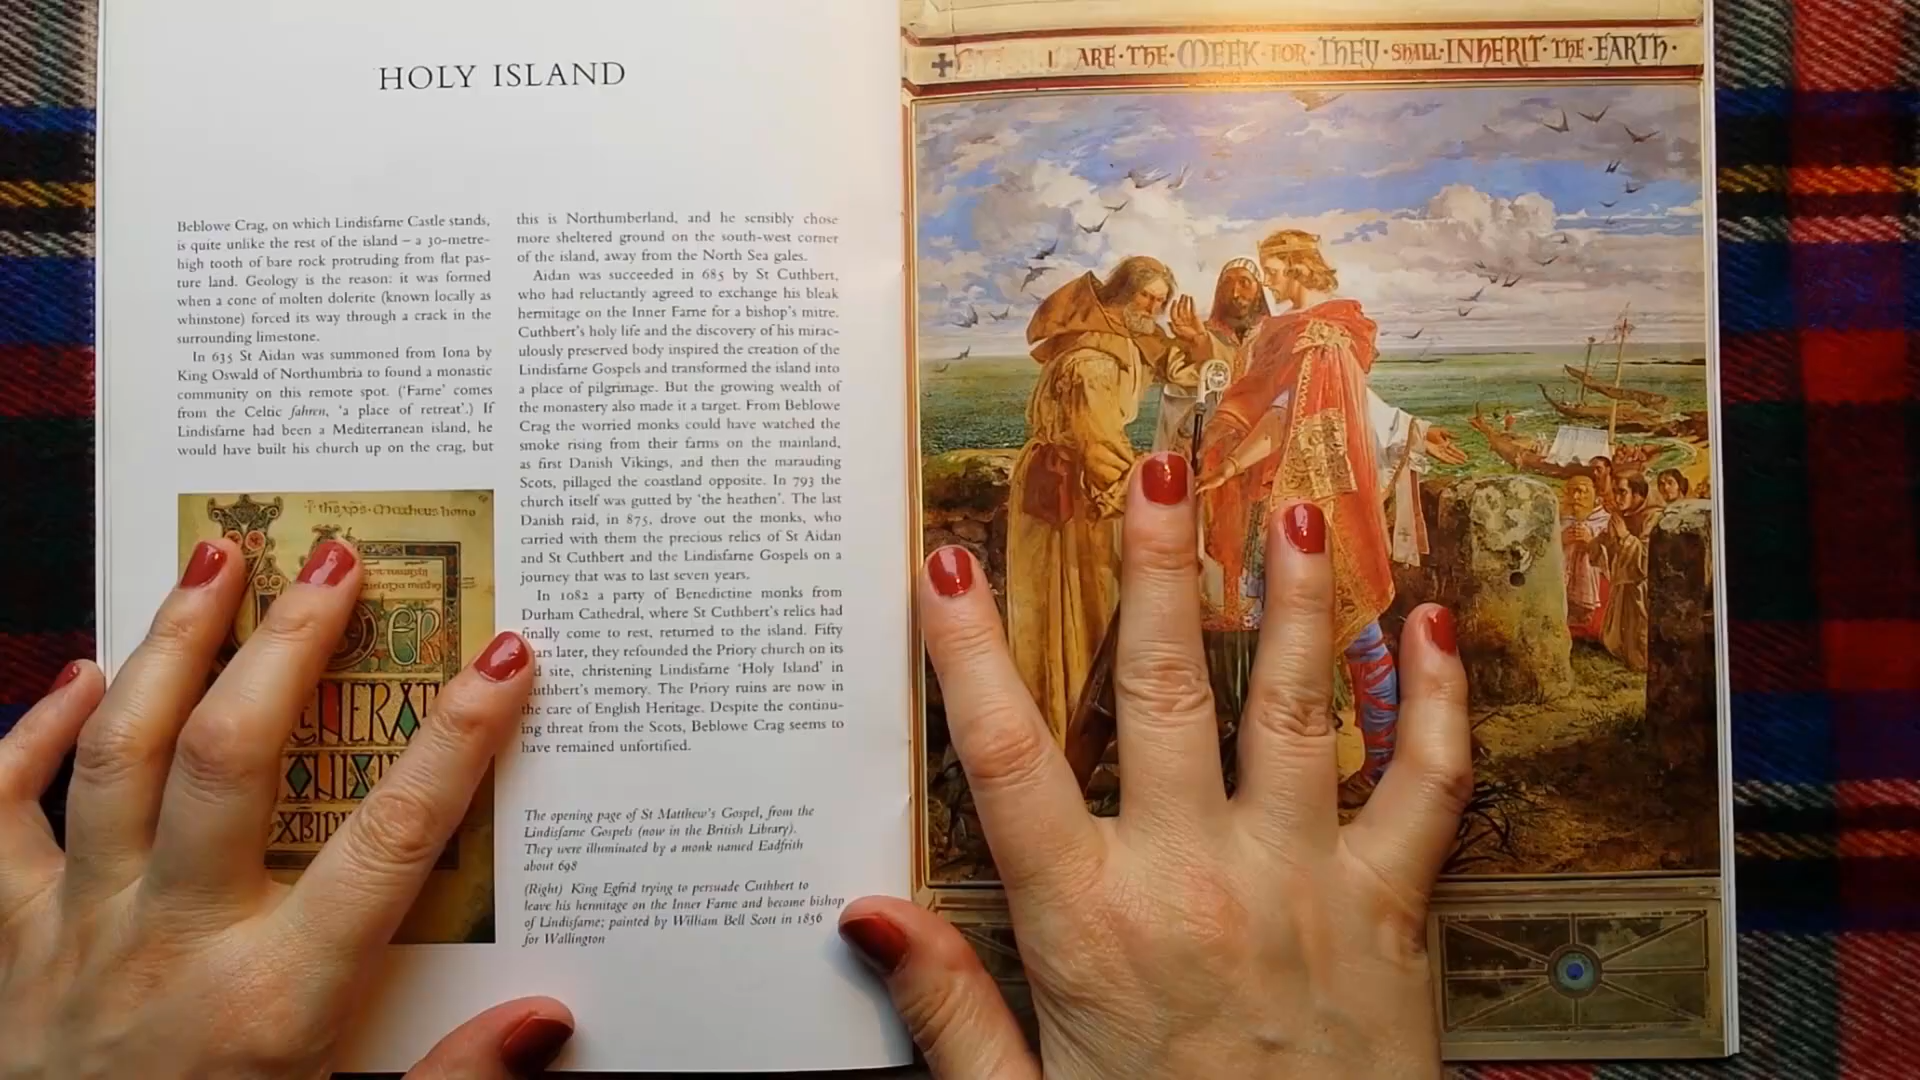 HOLY ISLAND
Beblowe Crag, on which Lindisfarne Castle stands,
is quite unlike the rest of the island – a 30-metre-
high tooth of bare rock protruding from flat pas-
ture land. Geology is the reason: it was formed
when a cone of molten dolerite (known locally as
whinstone) forced its way through a crack in the
surrounding limestone.
In 635 St Aidan was summoned from Iona by
King Oswald of Northumbria to found a monastic
community on this remote spot. (‘Farne’ comes
from the Celtic fahren, ‘a place of retreat’.) If
Lindisfarne had been a Mediterranean island, he
would have built his church up on the crag, but
this is Northumberland, and he sensibly chose
more sheltered ground on the south-west corner
of the island, away from the North Sea gales.
Aidan was succeeded in 685 by St Cuthbert,
who had reluctantly agreed to exchange his bleak
hermitage on the Inner Farne for a bishop's mitre.
Cuthbert's holy life and the discovery of his mirac-
ulously preserved body inspired the creation of the
Lindisfarne Gospels and transformed the island into
a place of pilgrimage. But the growing wealth of
the monastery also made it a target. From Beblowe
Crag the worried monks could have watched the
smoke rising from their farms on the mainland,
as first Danish Vikings, and then the marauding
Scots, pillaged the coastland opposite. In 793 the
church itself was gutted by ‘the heathen’. The last
Danish raid, in 875, drove out the monks, who
carried with them the precious relics of St Aidan
and St Cuthbert and the Lindisfarne Gospels on a
journey that was to last seven years.
In 1082 a party of Benedictine monks from
Durham Cathedral, where St Cuthbert's relics had
finally come to rest, returned to the island. Fifty
ars later, they refounded the Priory church on its
d site, christening Lindisfarne ‘Holy Island’ in
uthbert's memory. The Priory ruins are now in
the care of English Heritage. Despite the continu-
ing threat from the Scots, Beblowe Crag seems to
have remained unfortified.
The opening page of St Matthew's Gospel, from the
Lindisfarne Gospels (now in the British Library).
They were illuminated by a monk named Eadfrith
about 698
(Right) King Egfrid trying to persuade Cuthbert to
leave his hermitage on the Inner Farne and become bishop
of Lindisfarne; painted by William Bell Scott in 1856
for Wallington
ARE · THE · MEEK · FOR · THEY · SHALL · INHERIT · THE · EARTH ·